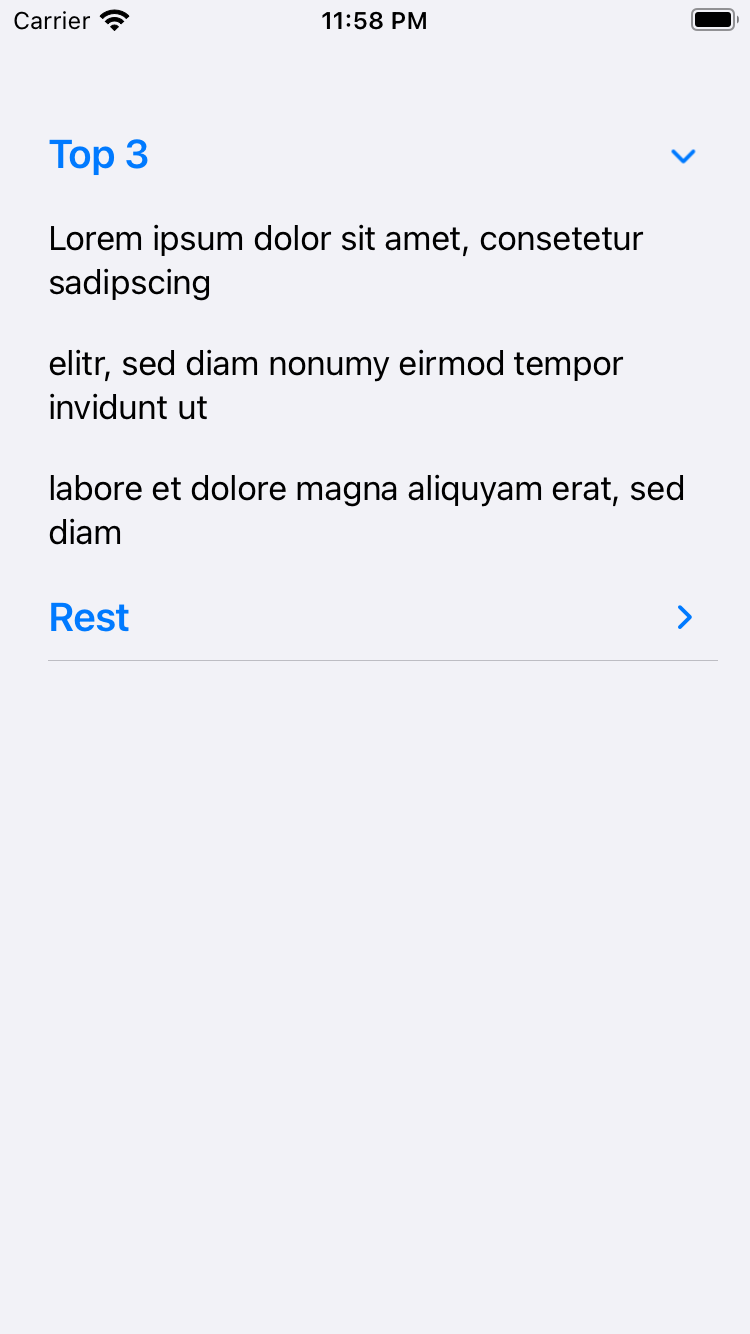 Carrier 11:58 PM
Top 3
Lorem ipsum dolor sit amet, consetetur
sadipscing
elitr, sed diam nonumy eirmod tempor
invidunt ut
labore et dolore magna aliquyam erat, sed
diam
Rest